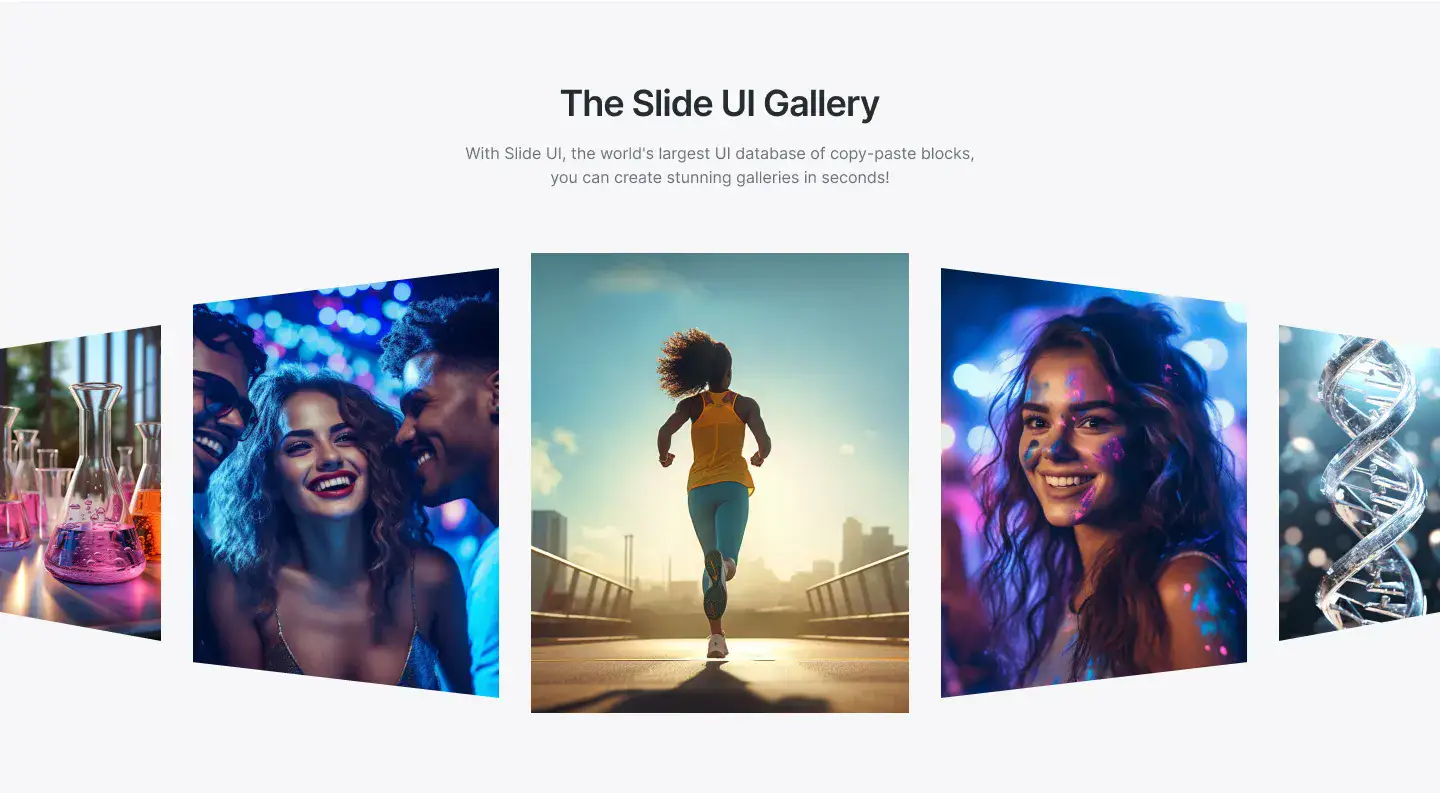 The Slide UI Gallery
With Slide UI, the world's largest UI database of copy-paste blocks,
you can create stunning galleries in seconds!